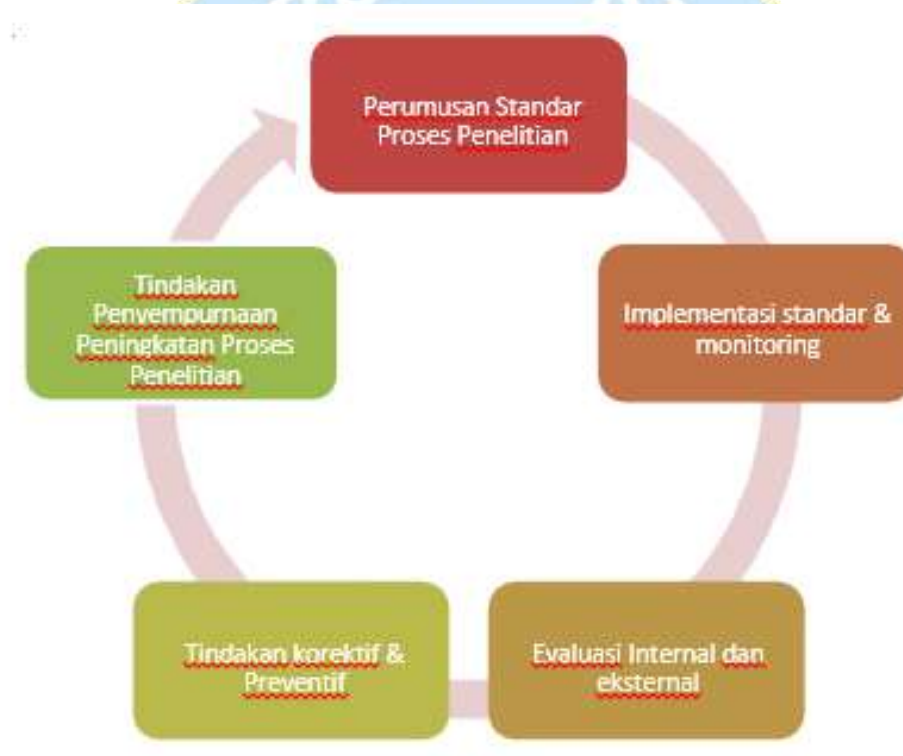 Perumusan Standar
Proses Penelitian
Implementasi standar &
monitoring
Evaluasi Internal dan
eksternal
Tindakan korektif &
Preventif
Tindakan
Penyempurnaan
Peningkatan Proses
Penelitian